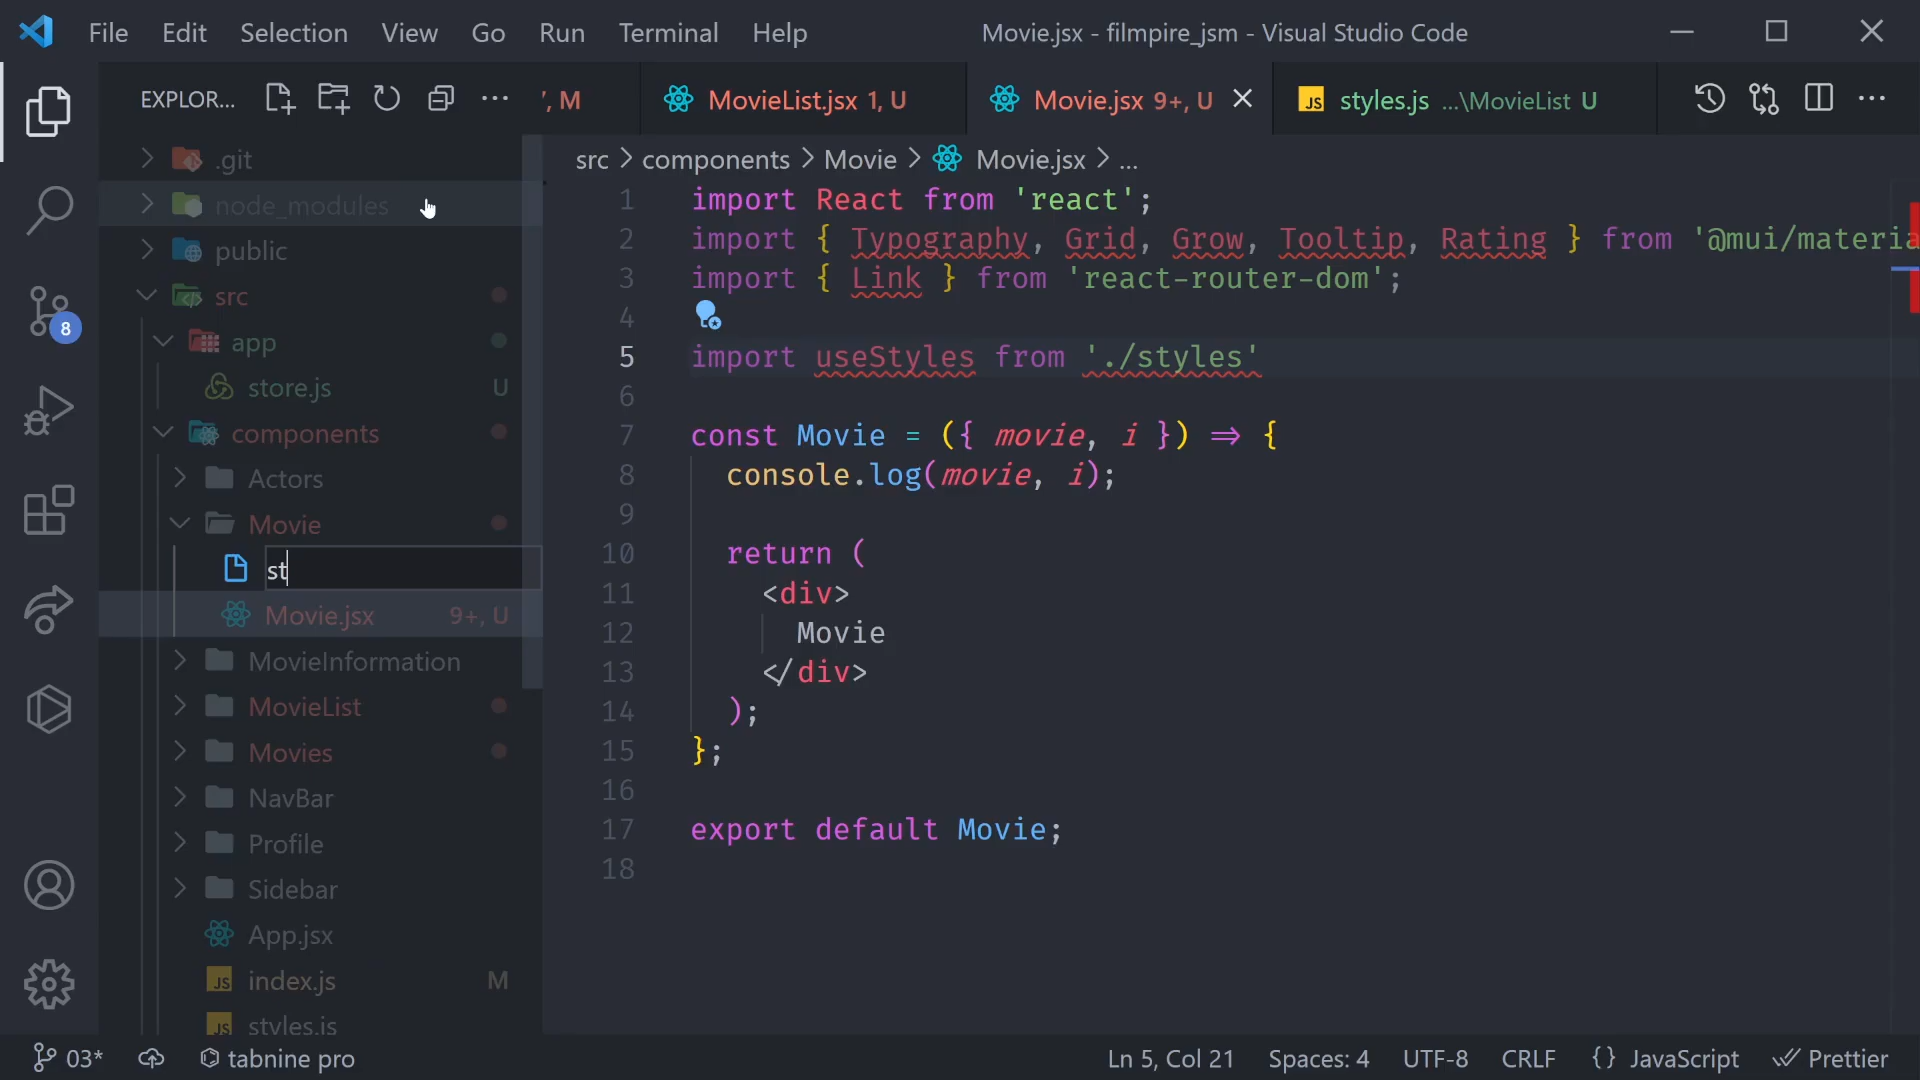 File Edit Selection View Go Run Terminal Help
Movie.jsx - filmpire_jsm - Visual Studio Code
EXPLOR...
', M
MovieList.jsx 1, U
Movie.jsx 9+, U
styles.js ...\MovieList U
.git
node_modules
public
src
app
store.js U
components
Actors
Movie
st
Movie.jsx 9+, U
MovieInformation
MovieList
Movies
NavBar
Profile
Sidebar
App.jsx
index.js M
styles.js
8
src > components > Movie > Movie.jsx > ...
1 import React from 'react';
2 import { Typography, Grid, Grow, Tooltip, Rating } from '@mui/materia
3 import { Link } from 'react-router-dom';
4
5 import useStyles from './styles'
6
7 const Movie = ({ movie, i }) => {
8 console.log(movie, i);
9
10 return (
11 <div>
12 Movie
13 </div>
14 );
15 };
16
17 export default Movie;
18
03* tabnine pro
Ln 5, Col 21 Spaces: 4 UTF-8 CRLF {} JavaScript Prettier